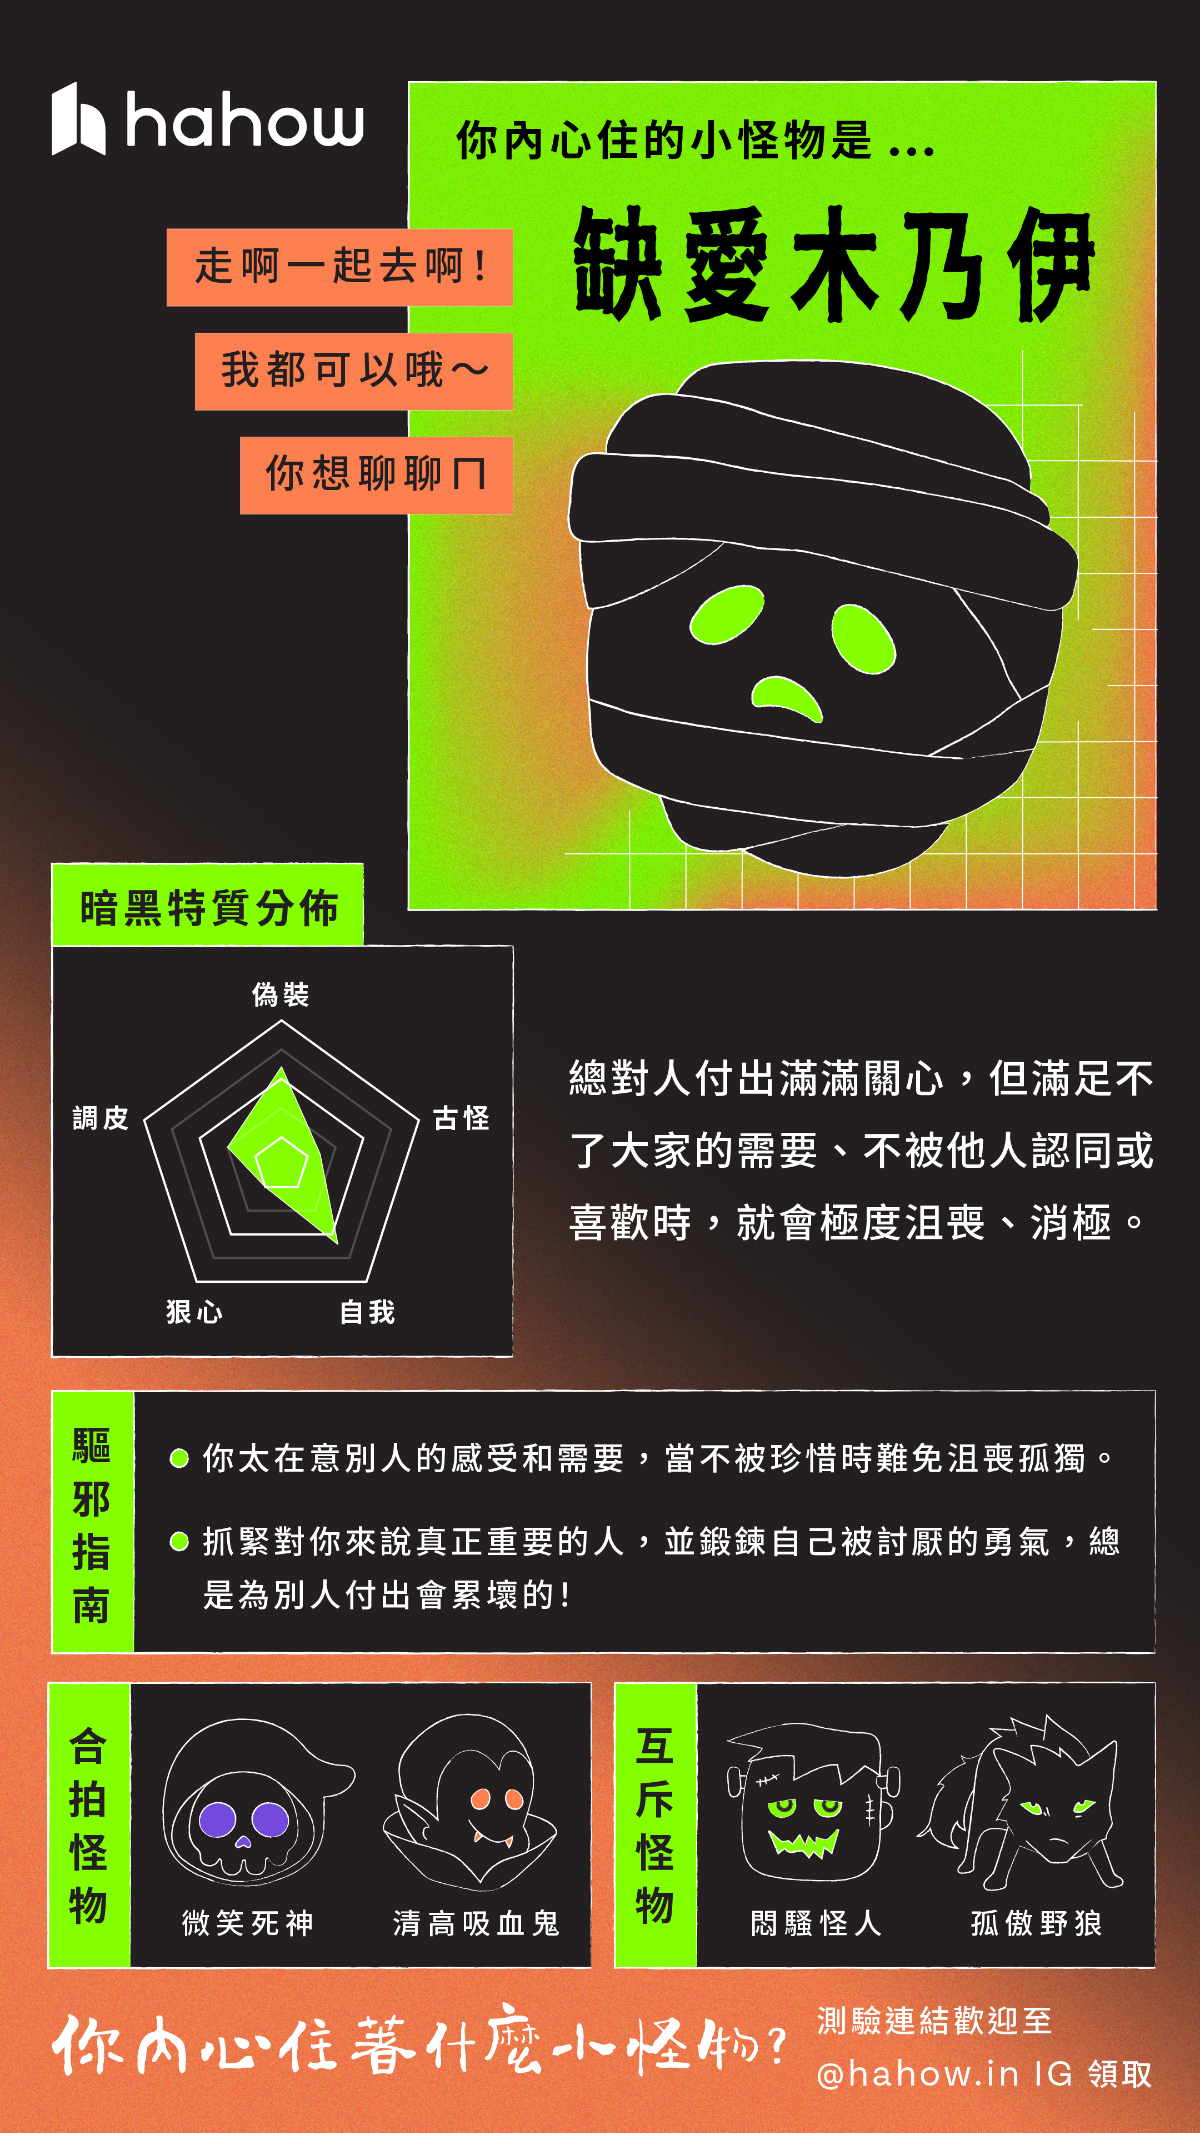 hahow
你內心住的小怪物是 ...
缺愛木乃伊
走啊一起去啊!
我都可以哦～
你想聊聊ㄇ
暗黑特質分佈
偽裝
調皮
古怪
狠心
自我
總對人付出滿滿關心，但滿足不
了大家的需要、不被他人認同或
喜歡時，就會極度沮喪、消極。
驅邪指南
你太在意別人的感受和需要，當不被珍惜時難免沮喪孤獨。
抓緊對你來說真正重要的人，並鍛鍊自己被討厭的勇氣，總
是為別人付出會累壞的!
合拍怪物
微笑死神
清高吸血鬼
互斥怪物
悶騷怪人
孤傲野狼
你內心住著什麼小怪物?
測驗連結歡迎至
@hahow.in IG 領取